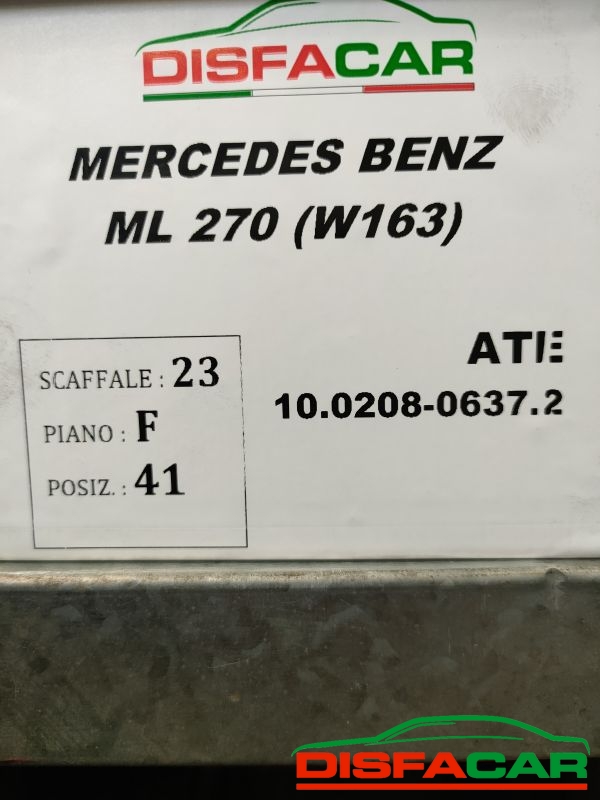 DISFACAR
MERCEDES BENZ
ML 270 (W163)
ATE
10.0208-0637.2
SCAFFALE : 23
PIANO : F
POSIZ. : 41
DISFACAR